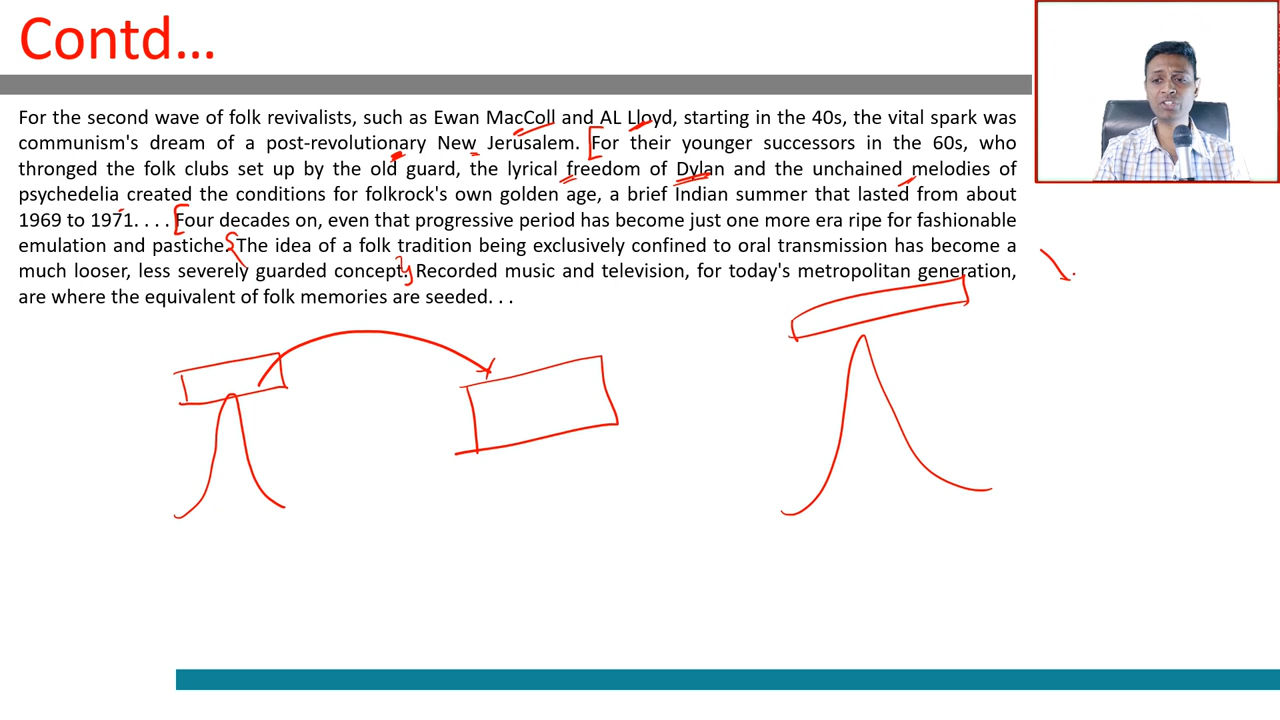 Contd...
For the second wave of folk revivalists, such as Ewan MacColl and AL Lloyd, starting in the 40s, the vital spark was
communism's dream of a post-revolutionary New Jerusalem. For their younger successors in the 60s, who
thronged the folk clubs set up by the old guard, the lyrical freedom of Dylan and the unchained melodies of
psychedelia created the conditions for folkrock's own golden age, a brief Indian summer that lasted from about
1969 to 1971. . . . Four decades on, even that progressive period has become just one more era ripe for fashionable
emulation and pastiche. The idea of a folk tradition being exclusively confined to oral transmission has become a
much looser, less severely guarded concept. Recorded music and television, for today's metropolitan generation,
are where the equivalent of folk memories are seeded. . .